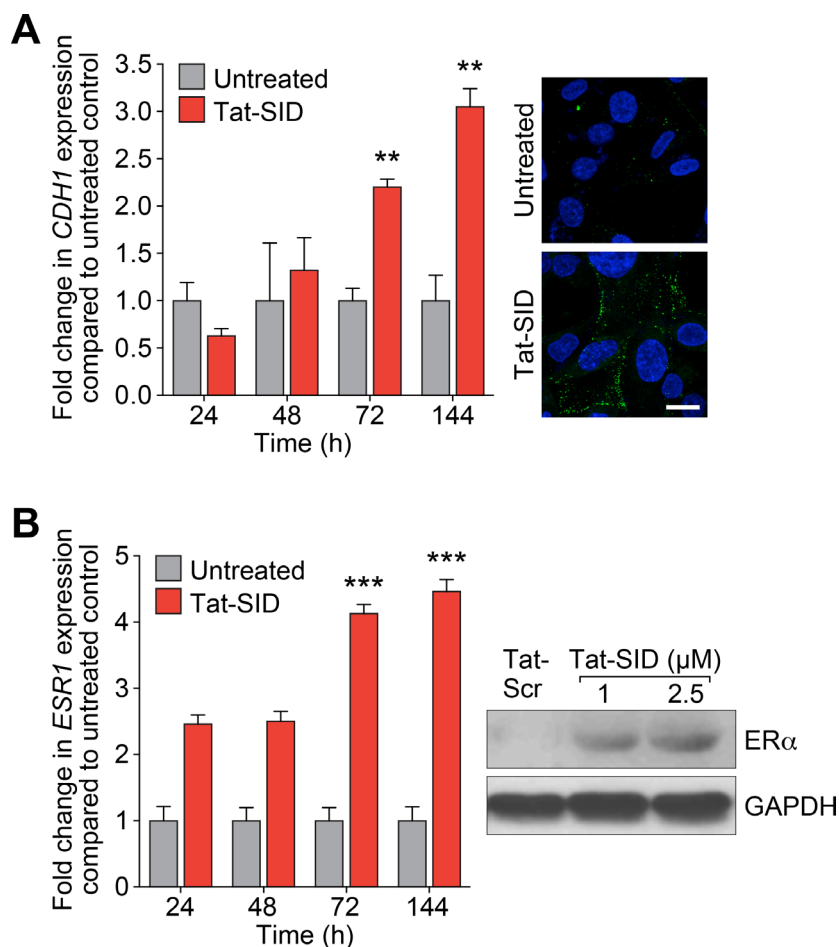 A
Fold change in CDH1 expression
compared to untreated control
3.5
3.0
2.5
2.0
1.5
1.0
0.5
0.0
Untreated
Tat-SID
**
**
24 48 72 144
Time (h)
Untreated
Tat-SID
B
Fold change in ESR1 expression
compared to untreated control
5
4
3
2
1
0
Untreated
Tat-SID
***
***
24 48 72 144
Time (h)
Tat-
Scr
Tat-SID (μM)
1 2.5
ERα
GAPDH